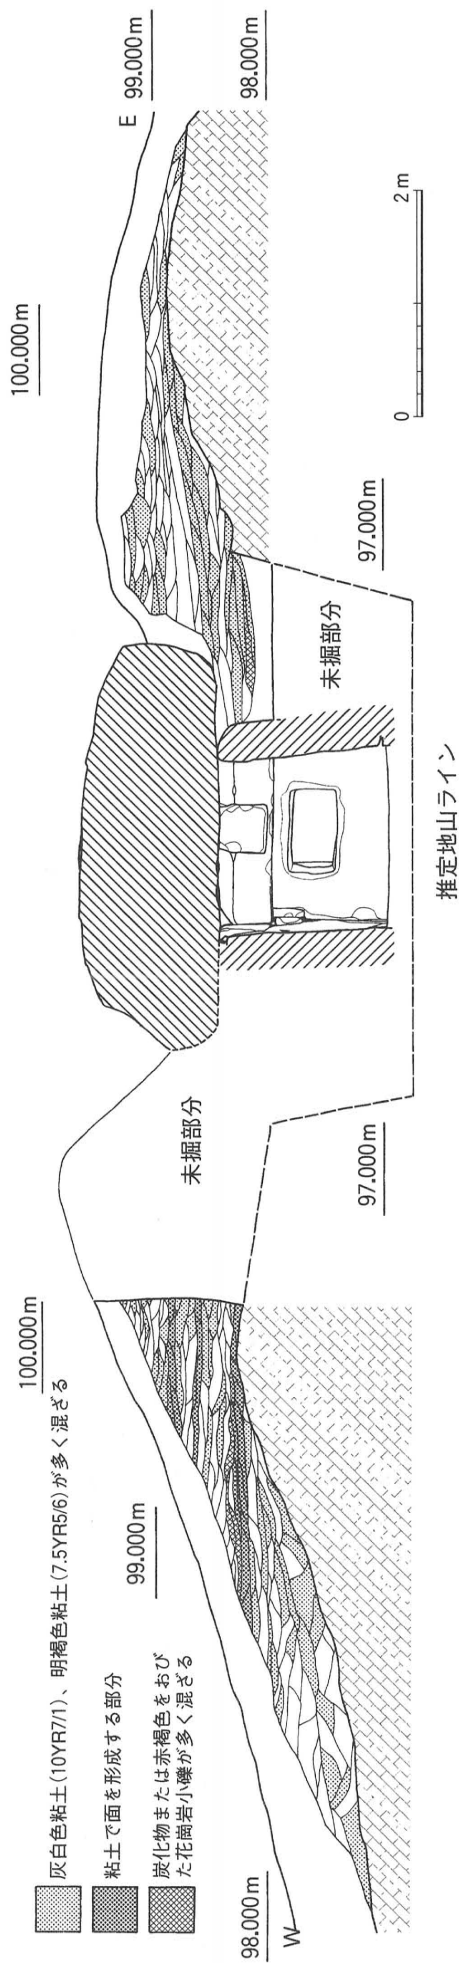 灰白色粘土(10YR7/1)、明褐色粘土(7.5YR5/6)が多く混ざる
粘土で面を形成する部分
炭化物または赤褐色をおび
た花崗岩小礫が多く混ざる
100.000m
100.000m
99.000m
99.000m
98.000m
98.000m
W
E
97.000m
97.000m
未掘部分
未掘部分
推定地山ライン
0
2m